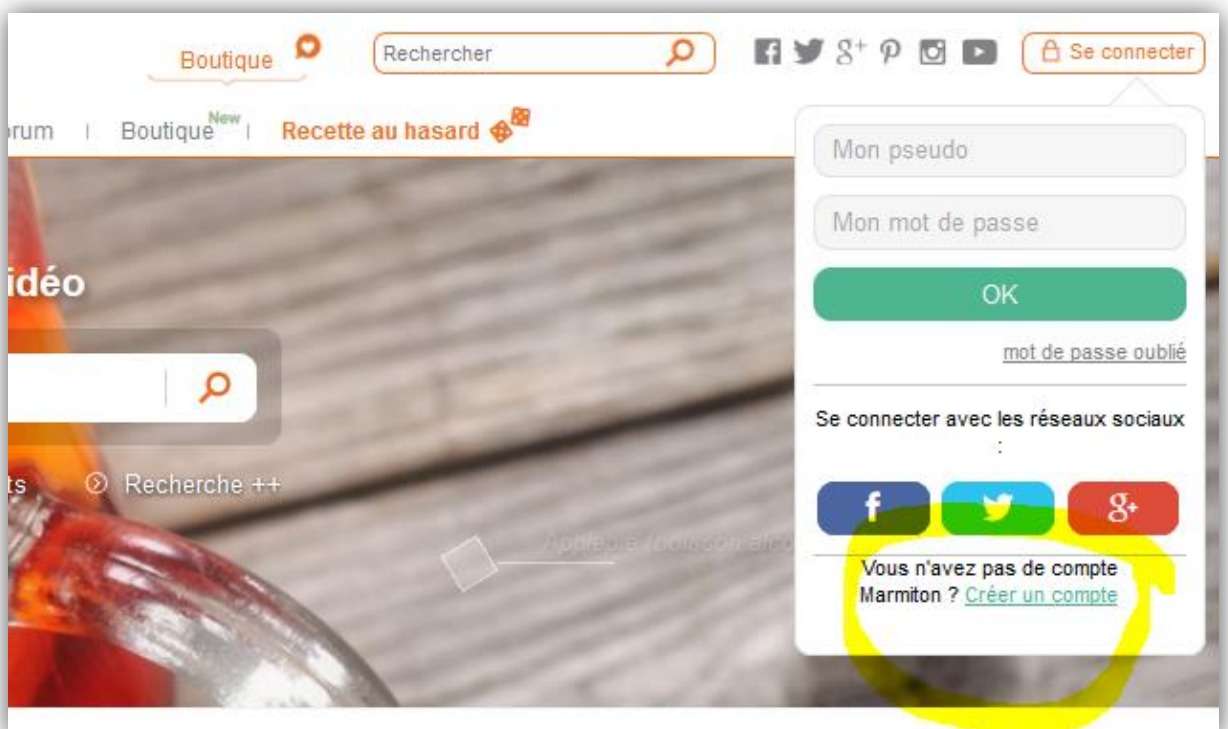 Boutique
Rechercher
Se connecter
orum
Boutique New
Recette au hasard
Mon pseudo
Mon mot de passe
OK
mot de passe oublié
Se connecter avec les réseaux sociaux
:
f
g+
Vous n'avez pas de compte
Marmiton ? Créer un compte
idéo
ts
Recherche ++